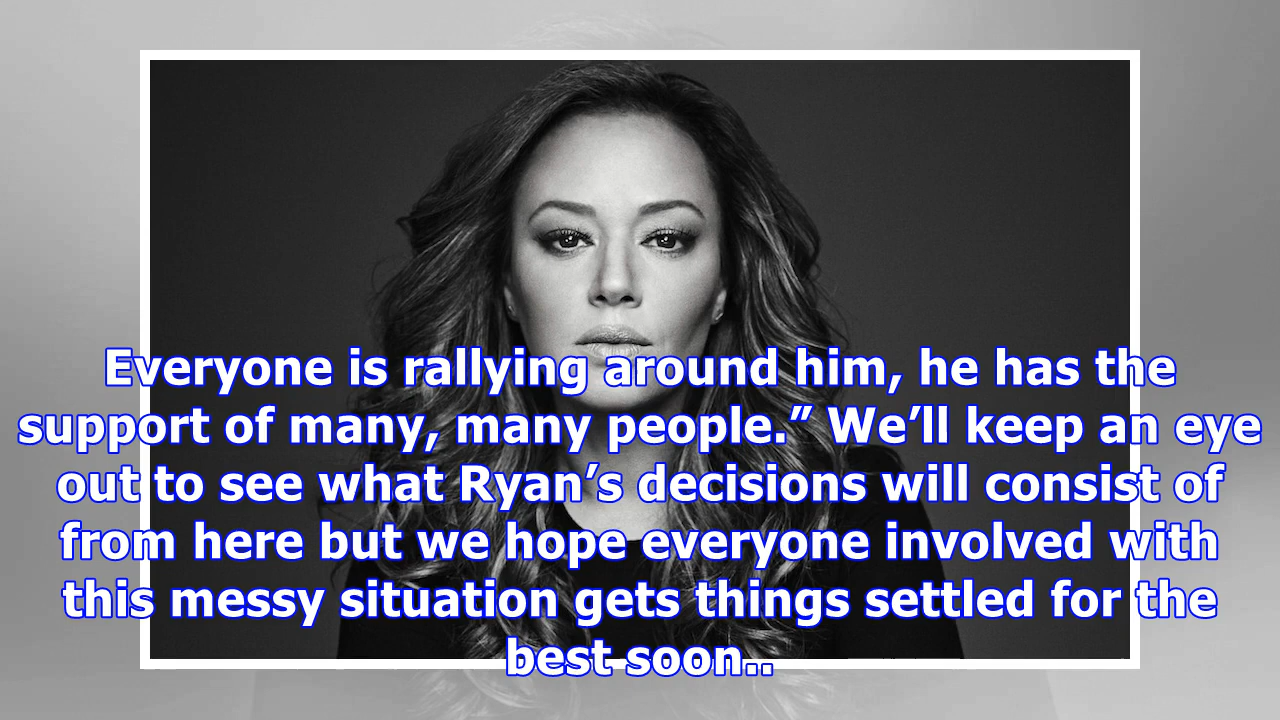 Everyone is rallying around him, he has the
support of many, many people.” We’ll keep an eye
out to see what Ryan’s decisions will consist of
from here but we hope everyone involved with
this messy situation gets things settled for the
best soon..